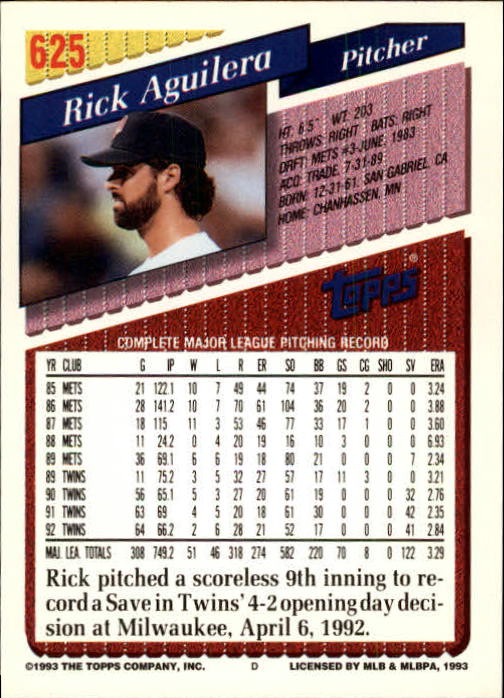 625
Rick Aguilera
Pitcher
HT: 6'5" WT: 203
THROWS: RIGHT BATS: RIGHT
DRFT: METS #3-JUNE, 1983
ACQ: TRADE, 7-31-89
BORN: 12-31-61, SAN GABRIEL, CA
HOME: CHANHASSEN, MN
topps®
COMPLETE MAJOR LEAGUE PITCHING RECORD
YR CLUB G IP W L R ER SO BB GS CG SHO SV ERA
85 METS 21 122.1 10 7 49 44 74 37 19 2 0 0 3.24
86 METS 28 141.2 10 7 70 61 104 36 20 2 0 0 3.88
87 METS 18 115 11 3 53 46 77 33 17 1 0 0 3.60
88 METS 11 24.2 0 4 20 19 16 10 3 0 0 0 6.93
89 METS 36 69.1 6 6 19 18 80 21 0 0 0 7 2.34
89 TWINS 11 75.2 3 5 32 27 57 17 11 3 0 0 3.21
90 TWINS 56 65.1 5 3 27 20 61 19 0 0 0 32 2.76
91 TWINS 63 69 4 5 20 18 61 30 0 0 0 42 2.35
92 TWINS 64 66.2 2 6 28 21 52 17 0 0 0 41 2.84
MAJ. LEA. TOTALS 308 749.2 51 46 318 274 582 220 70 8 0 122 3.29
Rick pitched a scoreless 9th inning to re-
cord a Save in Twins' 4-2 opening day deci-
sion at Milwaukee, April 6, 1992.
©1993 THE TOPPS COMPANY, INC. D LICENSED BY MLB & MLBPA, 1993